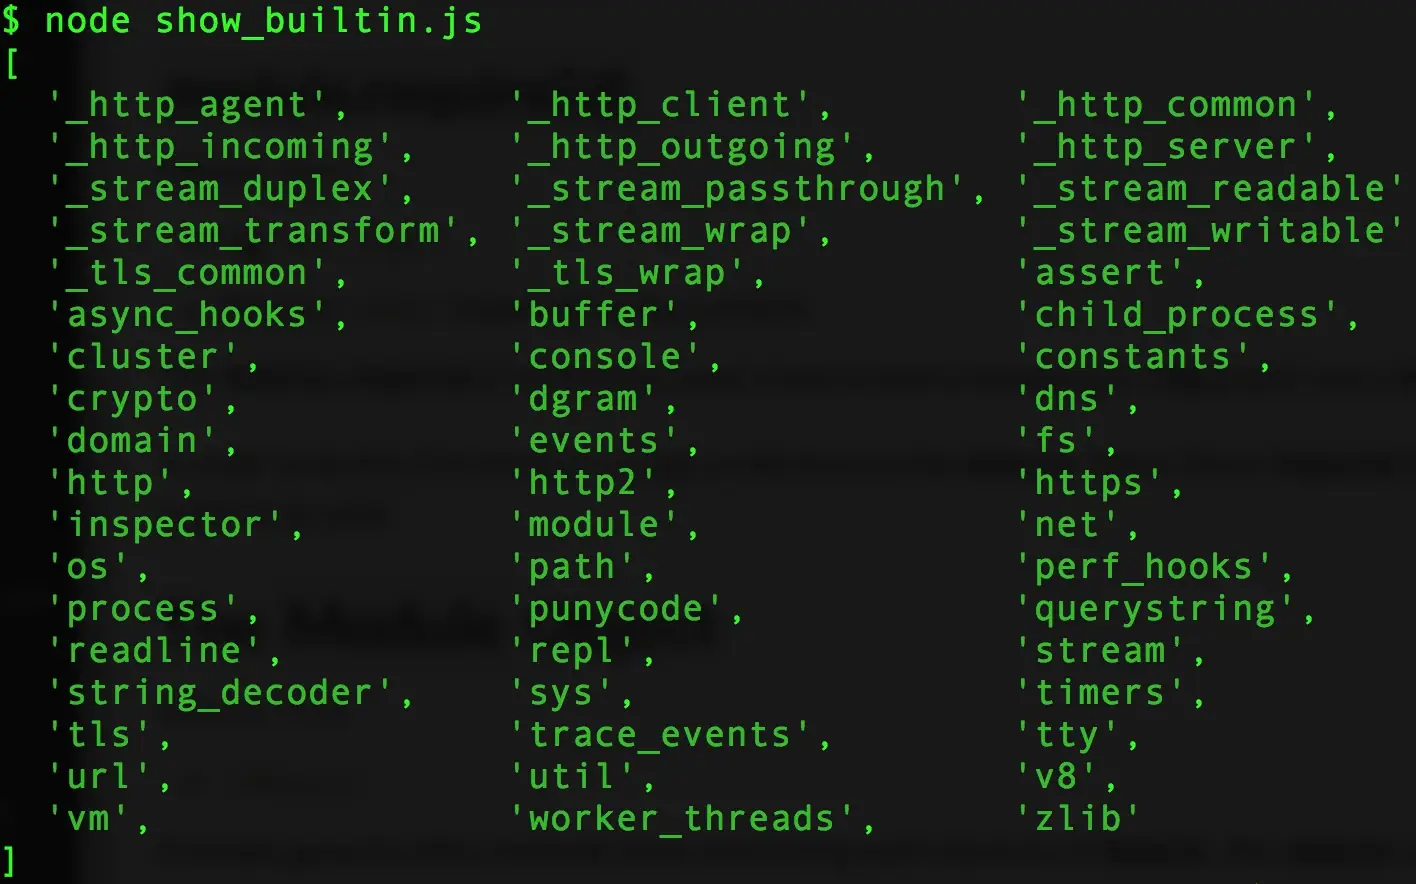 $ node show_builtin.js
[
'_http_agent', '_http_client', '_http_common',
'_http_incoming', '_http_outgoing', '_http_server',
'_stream_duplex', '_stream_passthrough', '_stream_readable'
'_stream_transform', '_stream_wrap', '_stream_writable'
'_tls_common', '_tls_wrap', 'assert',
'async_hooks', 'buffer', 'child_process',
'cluster', 'console', 'constants',
'crypto', 'dgram', 'dns',
'domain', 'events', 'fs',
'http', 'http2', 'https',
'inspector', 'module', 'net',
'os', 'path', 'perf_hooks',
'process', 'punycode', 'querystring',
'readline', 'repl', 'stream',
'string_decoder', 'sys', 'timers',
'tls', 'trace_events', 'tty',
'url', 'util', 'v8',
'vm', 'worker_threads', 'zlib'
]